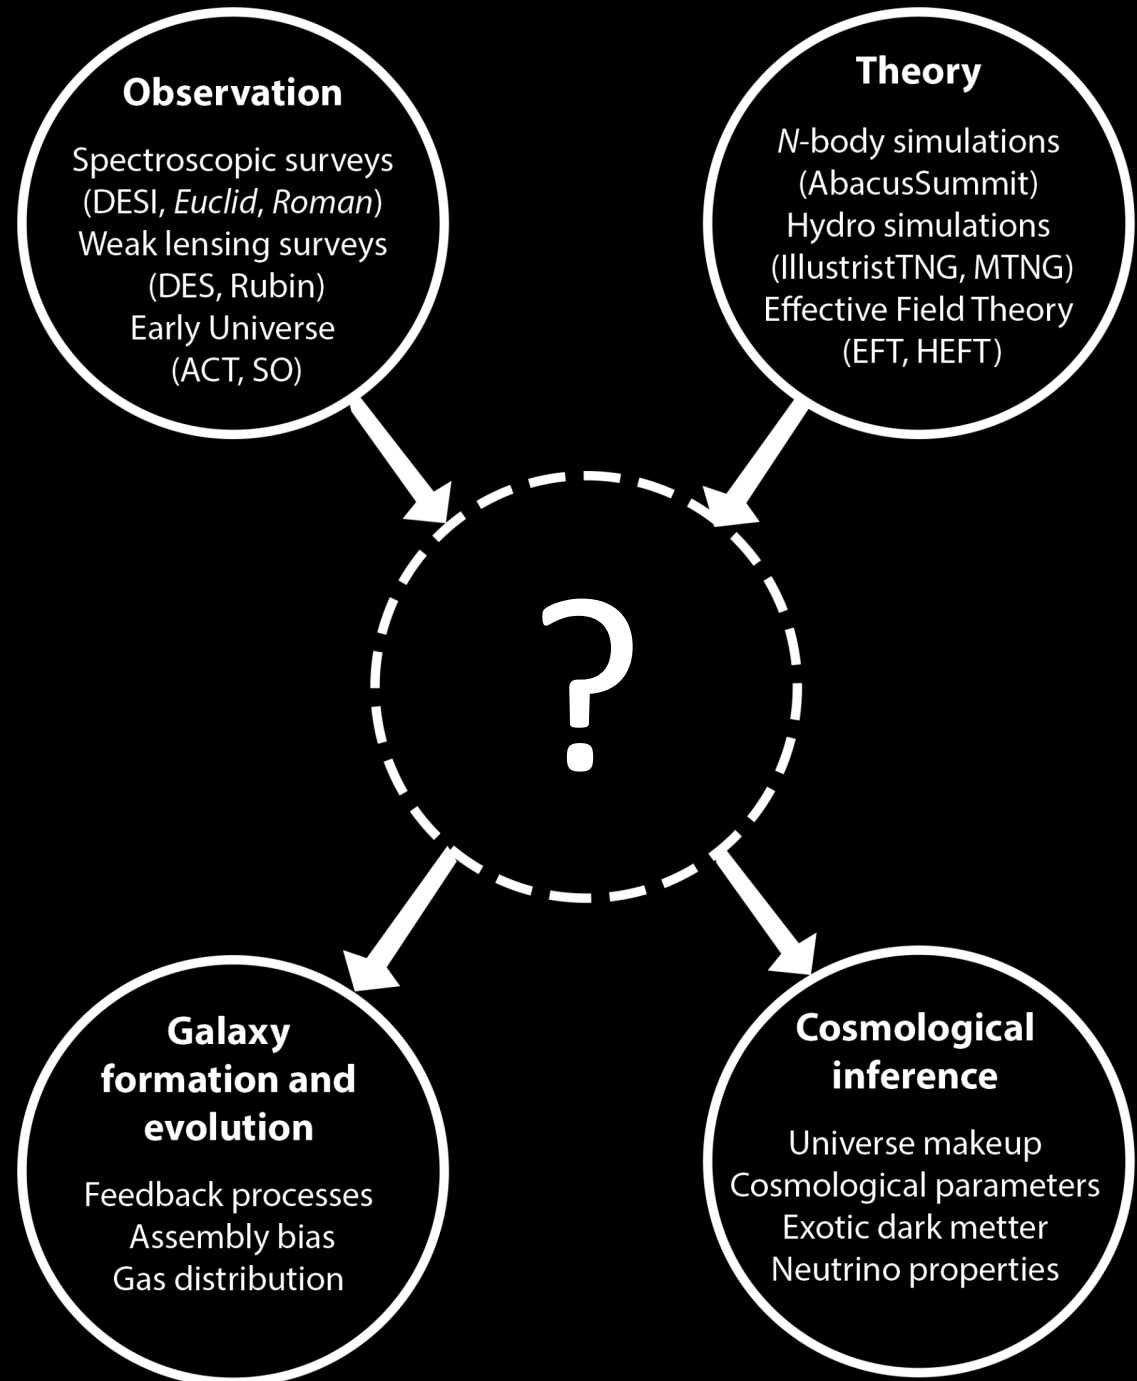 Observation
Spectroscopic surveys
(DESI, Euclid, Roman)
Weak lensing surveys
(DES, Rubin)
Early Universe
(ACT, SO)
Theory
N-body simulations
(AbacusSummit)
Hydro simulations
(IllustristTNG, MTNG)
Effective Field Theory
(EFT, HEFT)
?
Galaxy
formation and
evolution
Feedback processes
Assembly bias
Gas distribution
Cosmological
inference
Universe makeup
Cosmological parameters
Exotic dark metter
Neutrino properties